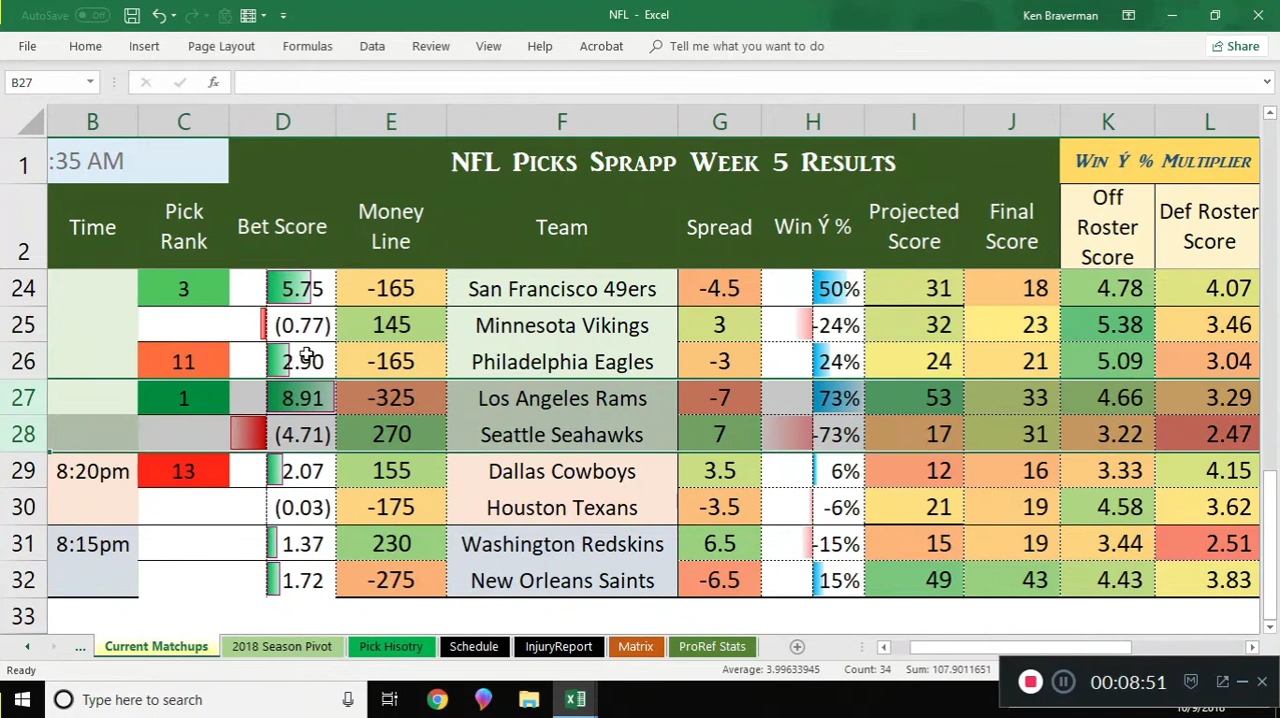 AutoSave Off NFL - Excel Ken Braverman
File Home Insert Page Layout Formulas Data Review View Help Acrobat Tell me what you want to do Share
B27 fx
B C D E F G H I J K L
1 :35 AM NFL Picks Sprapp Week 5 Results Win Ý % Multiplier
2 Time Pick Rank Bet Score Money Line Team Spread Win Ý % Projected Score Final Score Off Roster Score Def Roster Score
24 3 5.75 -165 San Francisco 49ers -4.5 50% 31 18 4.78 4.07
25 (0.77) 145 Minnesota Vikings 3 -24% 32 23 5.38 3.46
26 11 2.90 -165 Philadelphia Eagles -3 24% 24 21 5.09 3.04
27 1 8.91 -325 Los Angeles Rams -7 73% 53 33 4.66 3.29
28 (4.71) 270 Seattle Seahawks 7 -73% 17 31 3.22 2.47
29 8:20pm 13 2.07 155 Dallas Cowboys 3.5 6% 12 16 3.33 4.15
30 (0.03) -175 Houston Texans -3.5 -6% 21 19 4.58 3.62
31 8:15pm 1.37 230 Washington Redskins 6.5 -15% 15 19 3.44 2.51
32 1.72 -275 New Orleans Saints -6.5 15% 49 43 4.43 3.83
33
... Current Matchups 2018 Season Pivot Pick Hisotry Schedule InjuryReport Matrix ProRef Stats
Ready Average: 3.99633945 Count: 34 Sum: 107.9011651
00:08:51
Type here to search